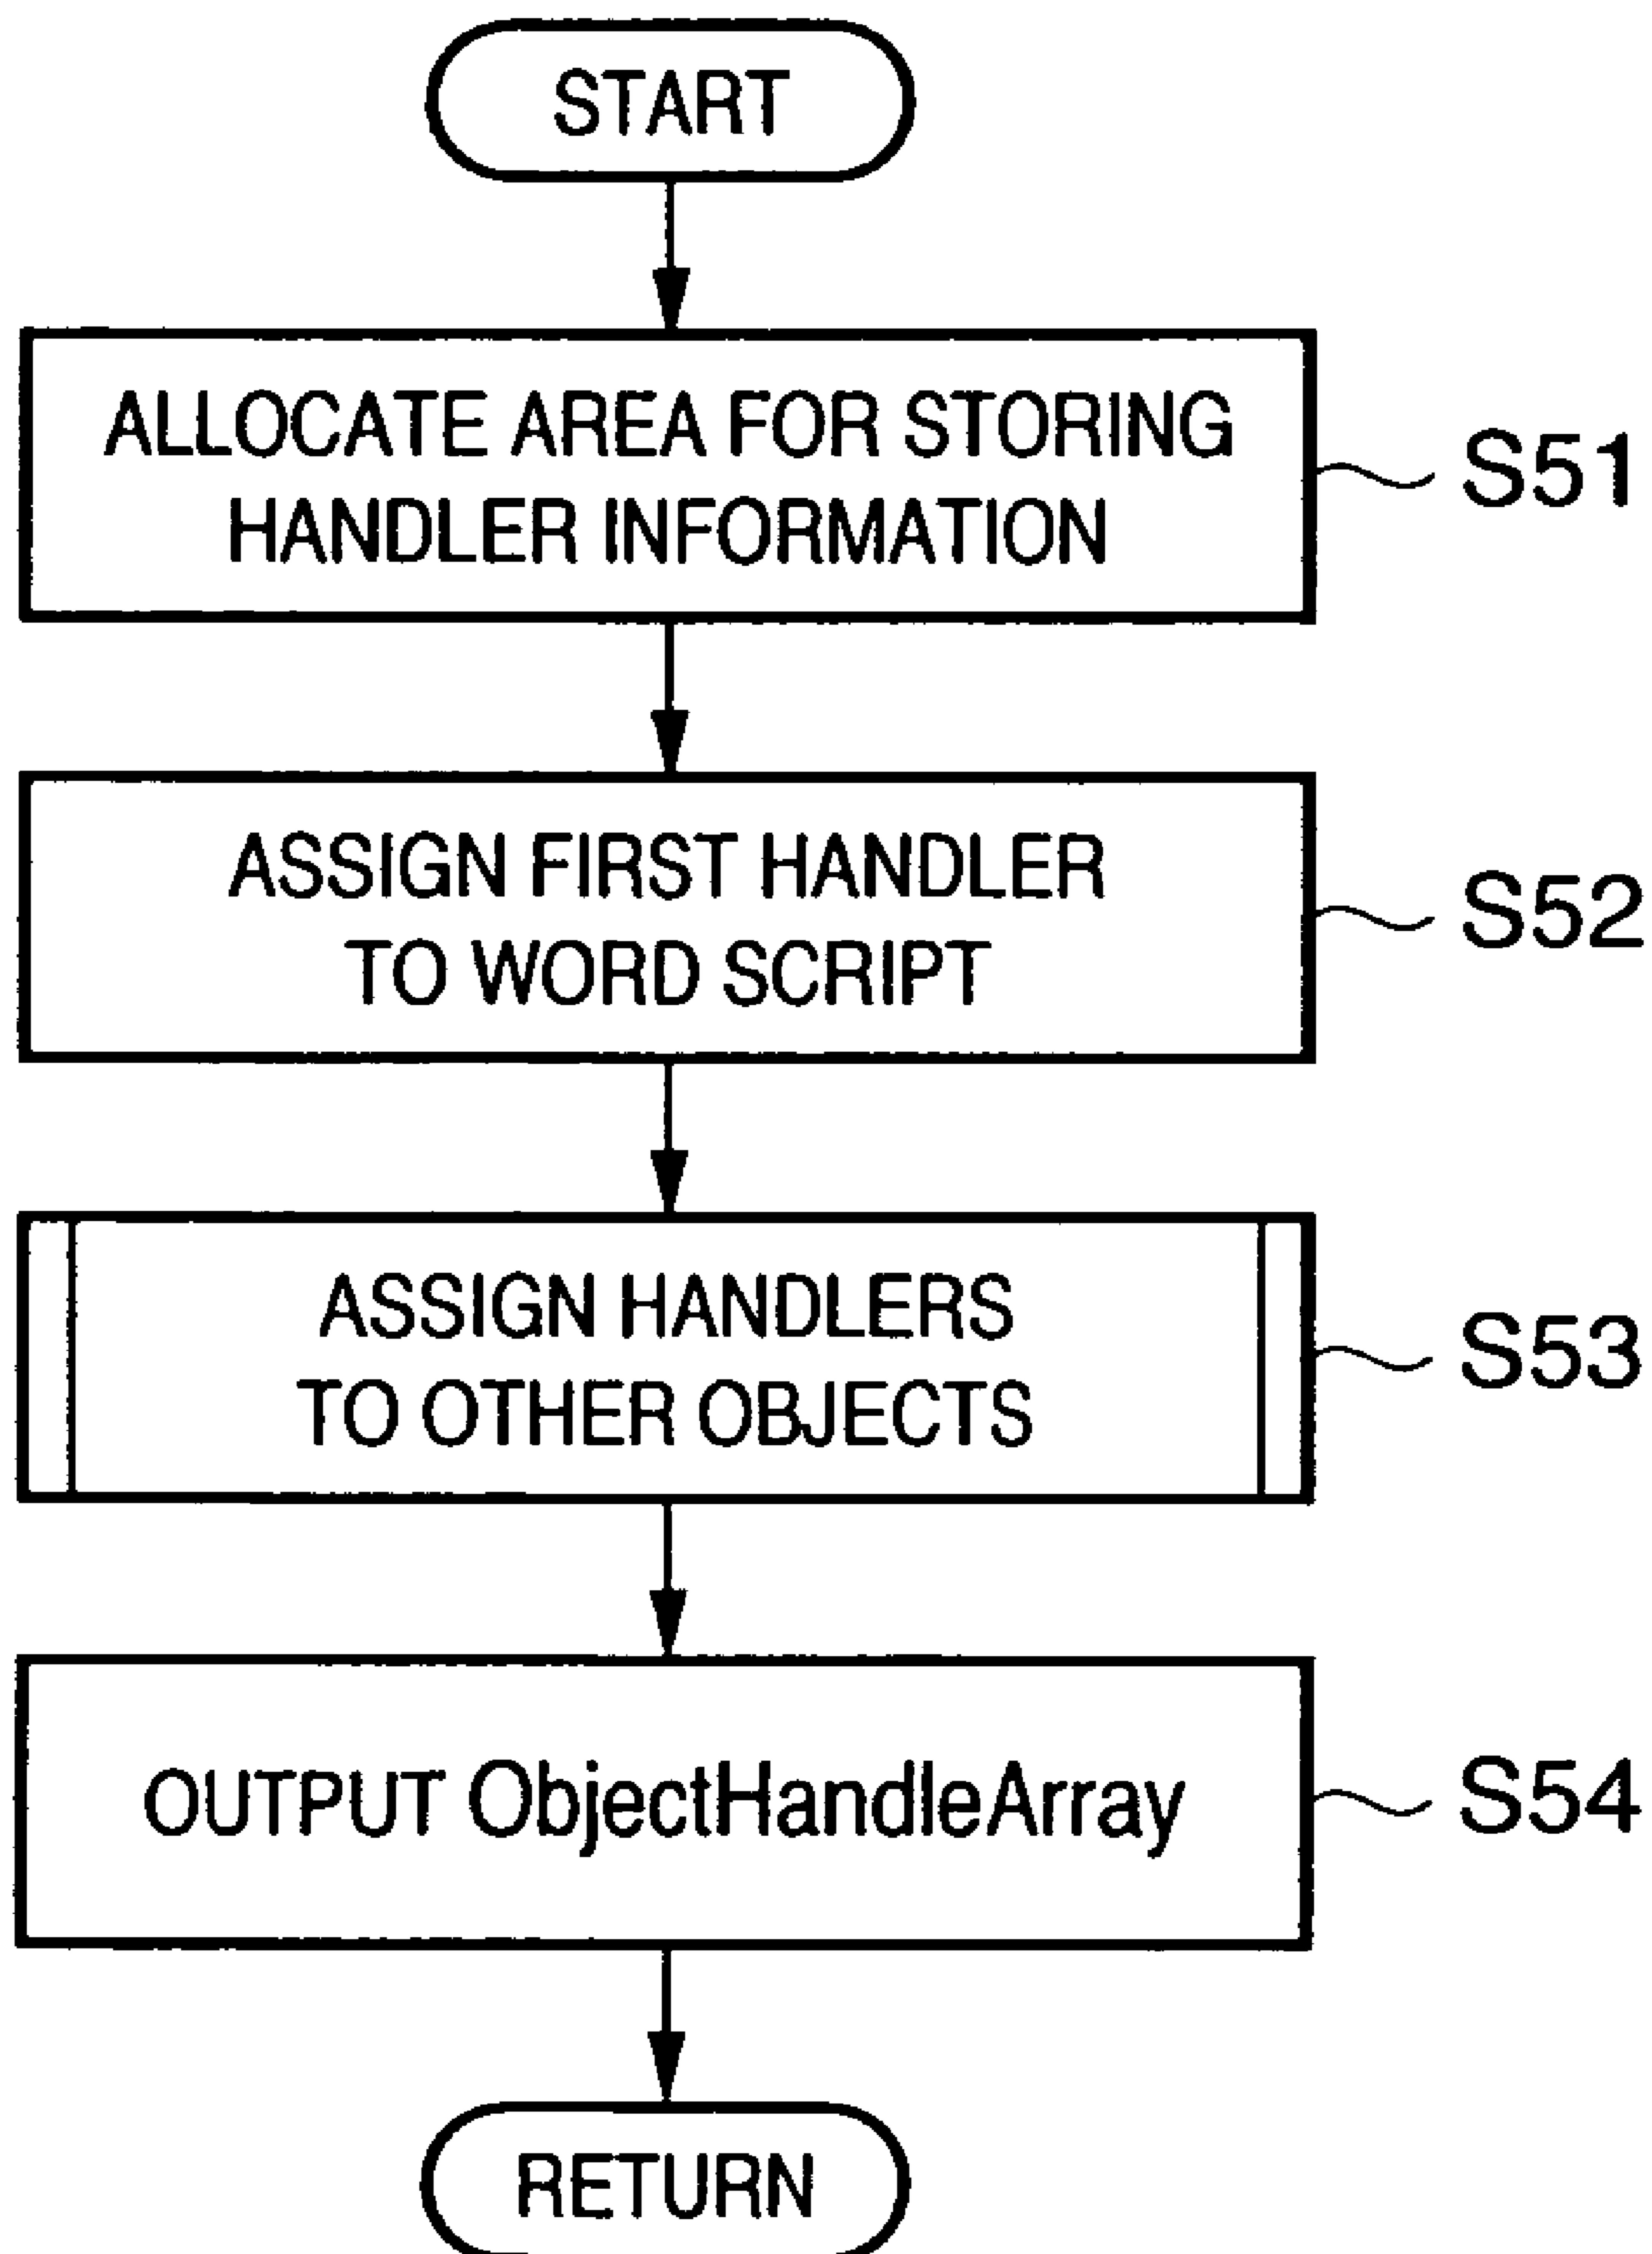 START
ALLOCATE AREA FOR STORING
HANDLER INFORMATION
S51
ASSIGN FIRST HANDLER
TO WORD SCRIPT
S52
ASSIGN HANDLERS
TO OTHER OBJECTS
S53
OUTPUT ObjectHandleArray
S54
RETURN